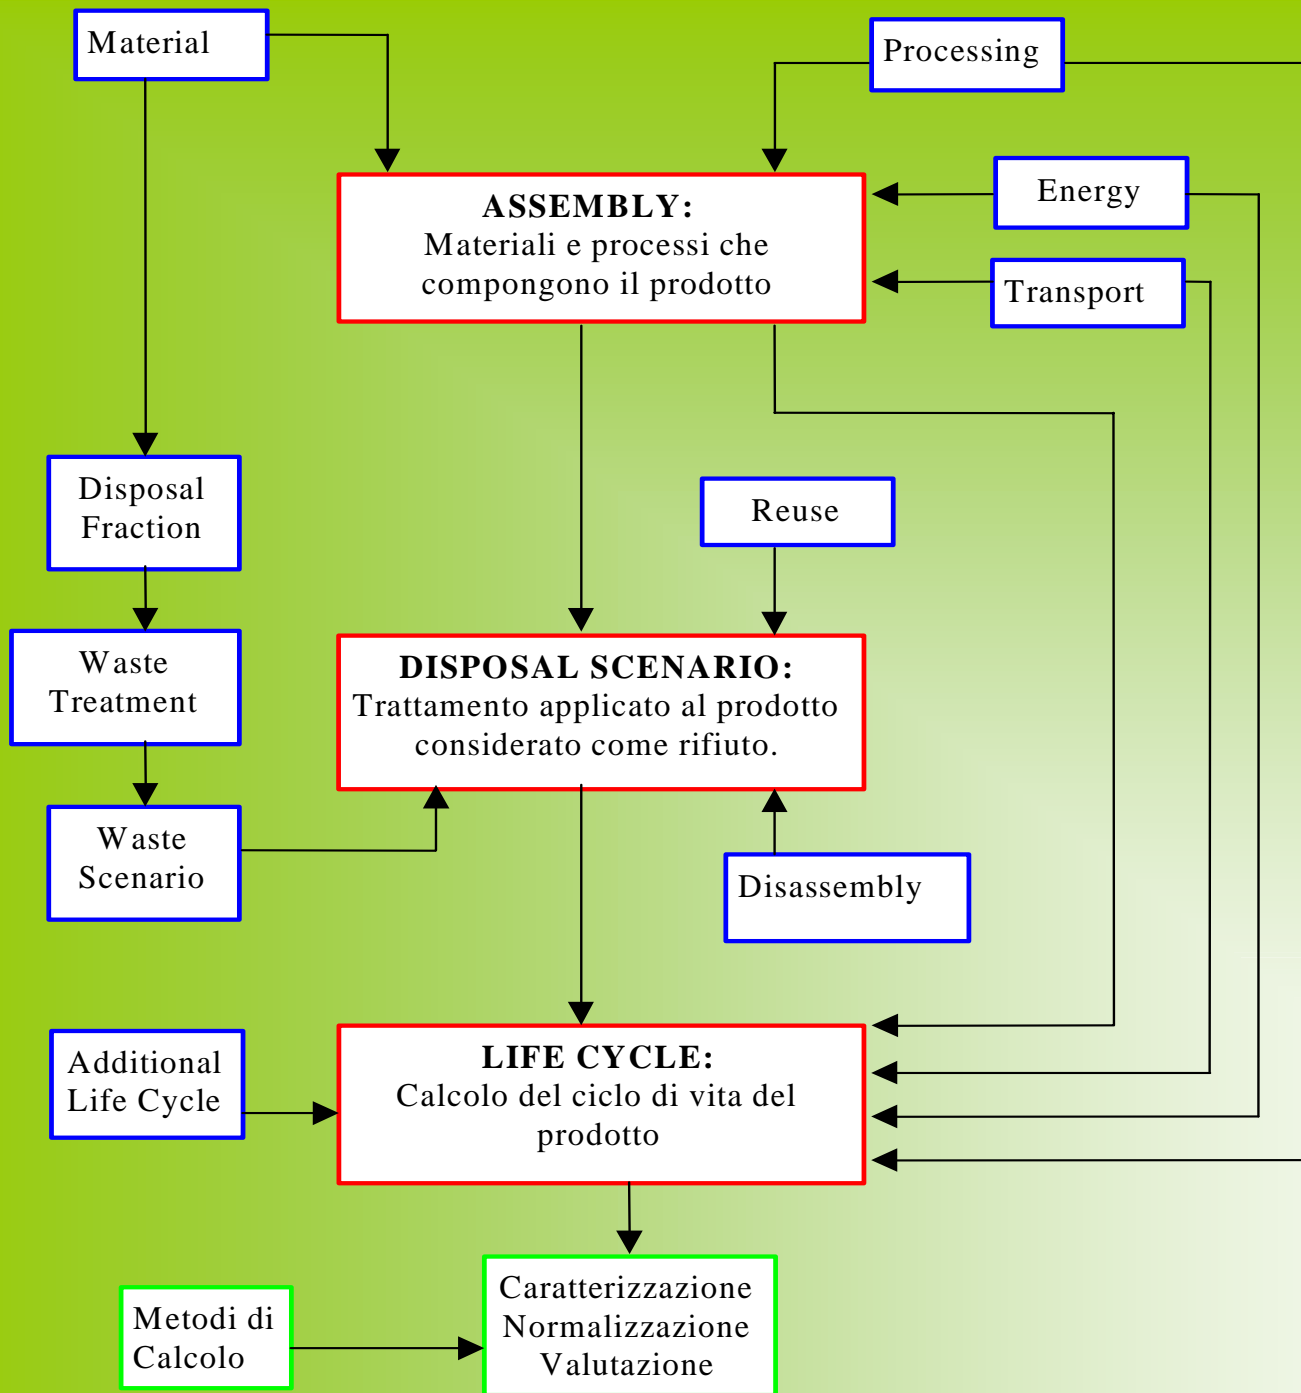 Material
Processing
ASSEMBLY:
Materiali e processi che
compongono il prodotto
Energy
Transport
Disposal
Fraction
Reuse
Waste
Treatment
DISPOSAL SCENARIO:
Trattamento applicato al prodotto
considerato come rifiuto.
Waste
Scenario
Disassembly
Additional
Life Cycle
LIFE CYCLE:
Calcolo del ciclo di vita del
prodotto
Metodi di
Calcolo
Caratterizzazione
Normalizzazione
Valutazione